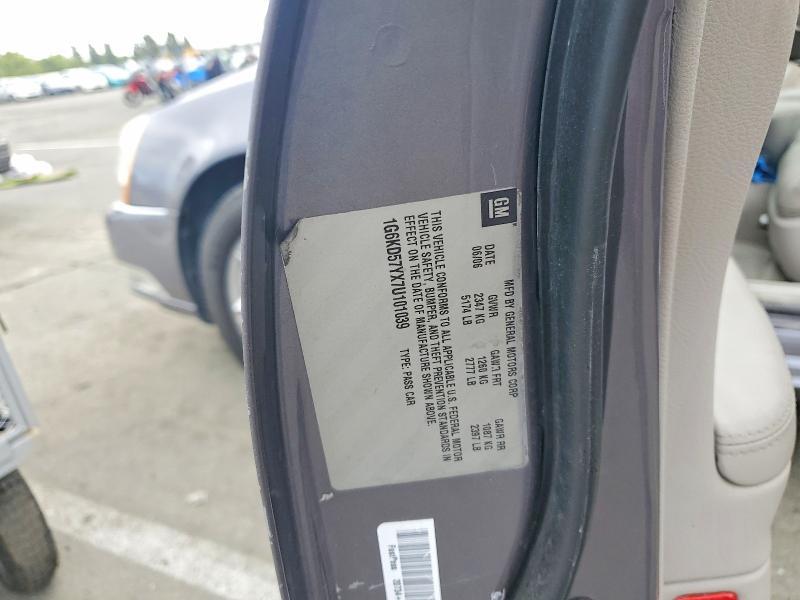 GM
MFD BY GENERAL MOTORS CORP
DATE GVWR GAWR FRT GAWR RR
06/06 2347 KG 1260 KG 1087 KG
5174 LB 2777 LB 2397 LB
THIS VEHICLE CONFORMS TO ALL APPLICABLE U.S. FEDERAL MOTOR
VEHICLE SAFETY, BUMPER, AND THEFT PREVENTION STANDARDS IN
EFFECT ON THE DATE OF MANUFACTURE SHOWN ABOVE.
1G6KD57YX7U101039 TYPE: PASS CAR
FastPass